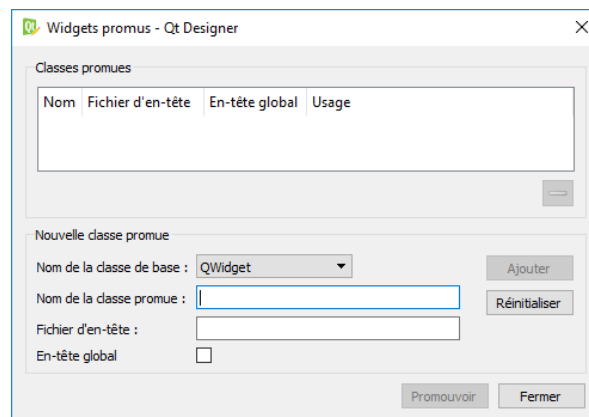 Widgets promus - Qt Designer
Classes promues
Nom Fichier d'en-tête En-tête global Usage
Nouvelle classe promue
Nom de la classe de base : QWidget Ajouter
Nom de la classe promue : Réinitialiser
Fichier d'en-tête :
En-tête global
Promouvoir Fermer